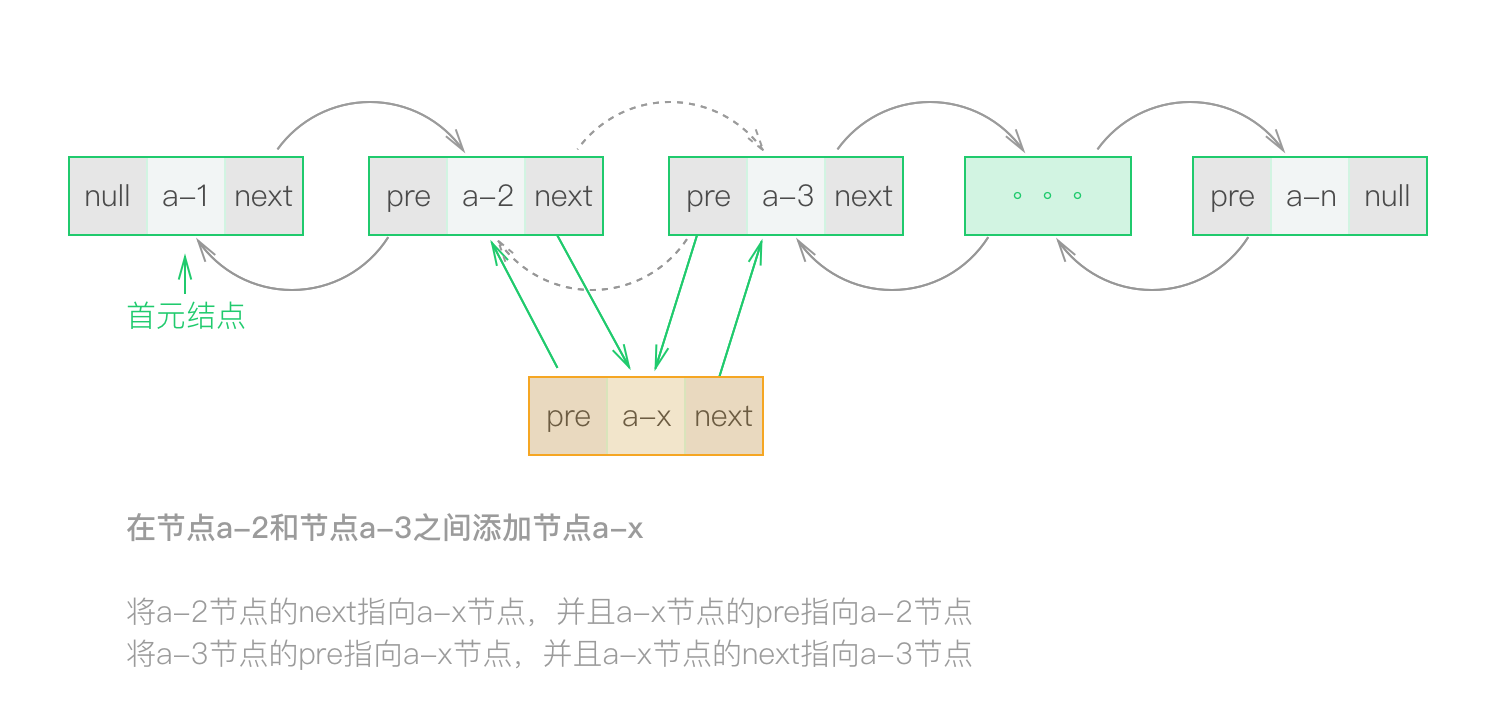 null a-1 next pre a-2 next pre a-3 next 。。。 pre a-n null
首元结点
pre a-x next
在节点a-2和节点a-3之间添加节点a-x
将a-2节点的next指向a-x节点，并且a-x节点的pre指向a-2节点
将a-3节点的pre指向a-x节点，并且a-x节点的next指向a-3节点